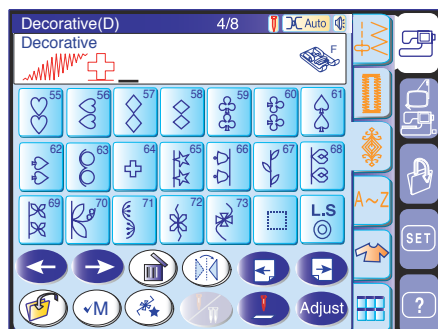 Decorative(D) 4/8 Auto
Decorative
F
55 56 57 58 59 60 61
62 63 64 65 66 67 68
69 70 71 72 73 L.S
A~Z
SET
✓M Adjust ?